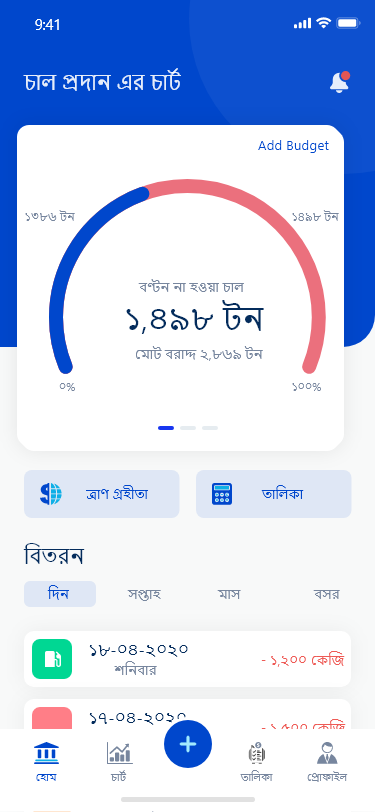 9:41
চাল প্রদান এর চার্ট
Add Budget
১৩৮৬ টন
১৪৯৮ টন
বণ্টন না হওয়া চাল
১,৪৯৮ টন
মোট বরাদ্দ ২,৮৬৯ টন
০%
১০০%
ত্রাণ গ্রহীতা
তালিকা
বিতরন
দিন
সপ্তাহ
মাস
বসর
১৮-০৪-২০২০
- ১,২০০ কেজি
শনিবার
১৭-০৪-২০২০
- ১,৫০০ কেজি
হোম
চার্ট
তালিকা
প্রোফাইল